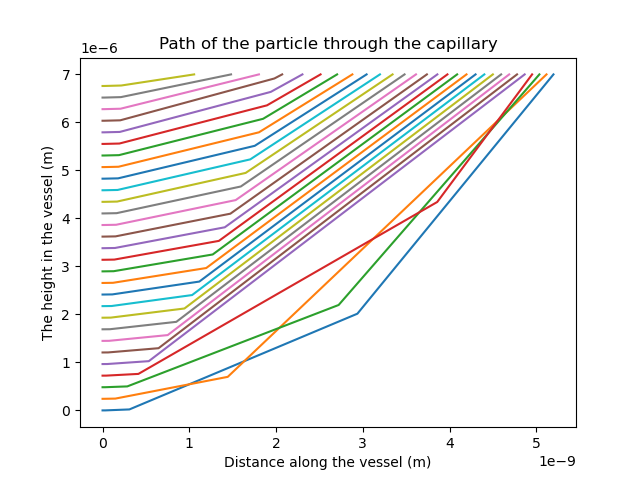 Path of the particle through the capillary
1e−6
7
6
5
4
3
2
1
0
The height in the vessel (m)
0 1 2 3 4 5
Distance along the vessel (m)
1e−9